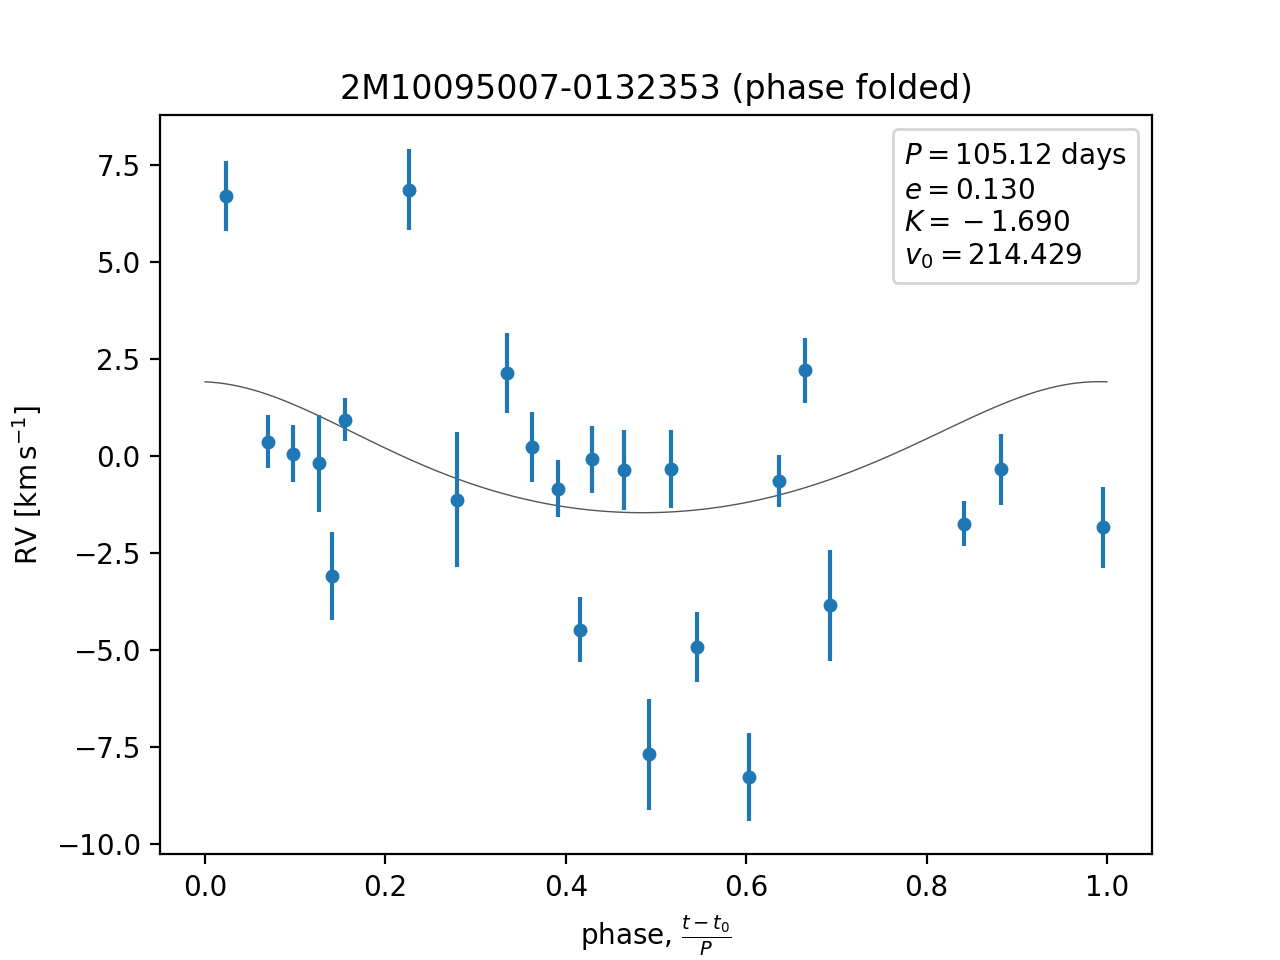 2M10095007-0132353 (phase folded)
P = 105.12 days
e = 0.130
K = −1.690
v₀ = 214.429
7.5
5.0
2.5
0.0
−2.5
−5.0
−7.5
−10.0
RV [km s⁻¹]
0.0 0.2 0.4 0.6 0.8 1.0
phase, (t − t₀)/P